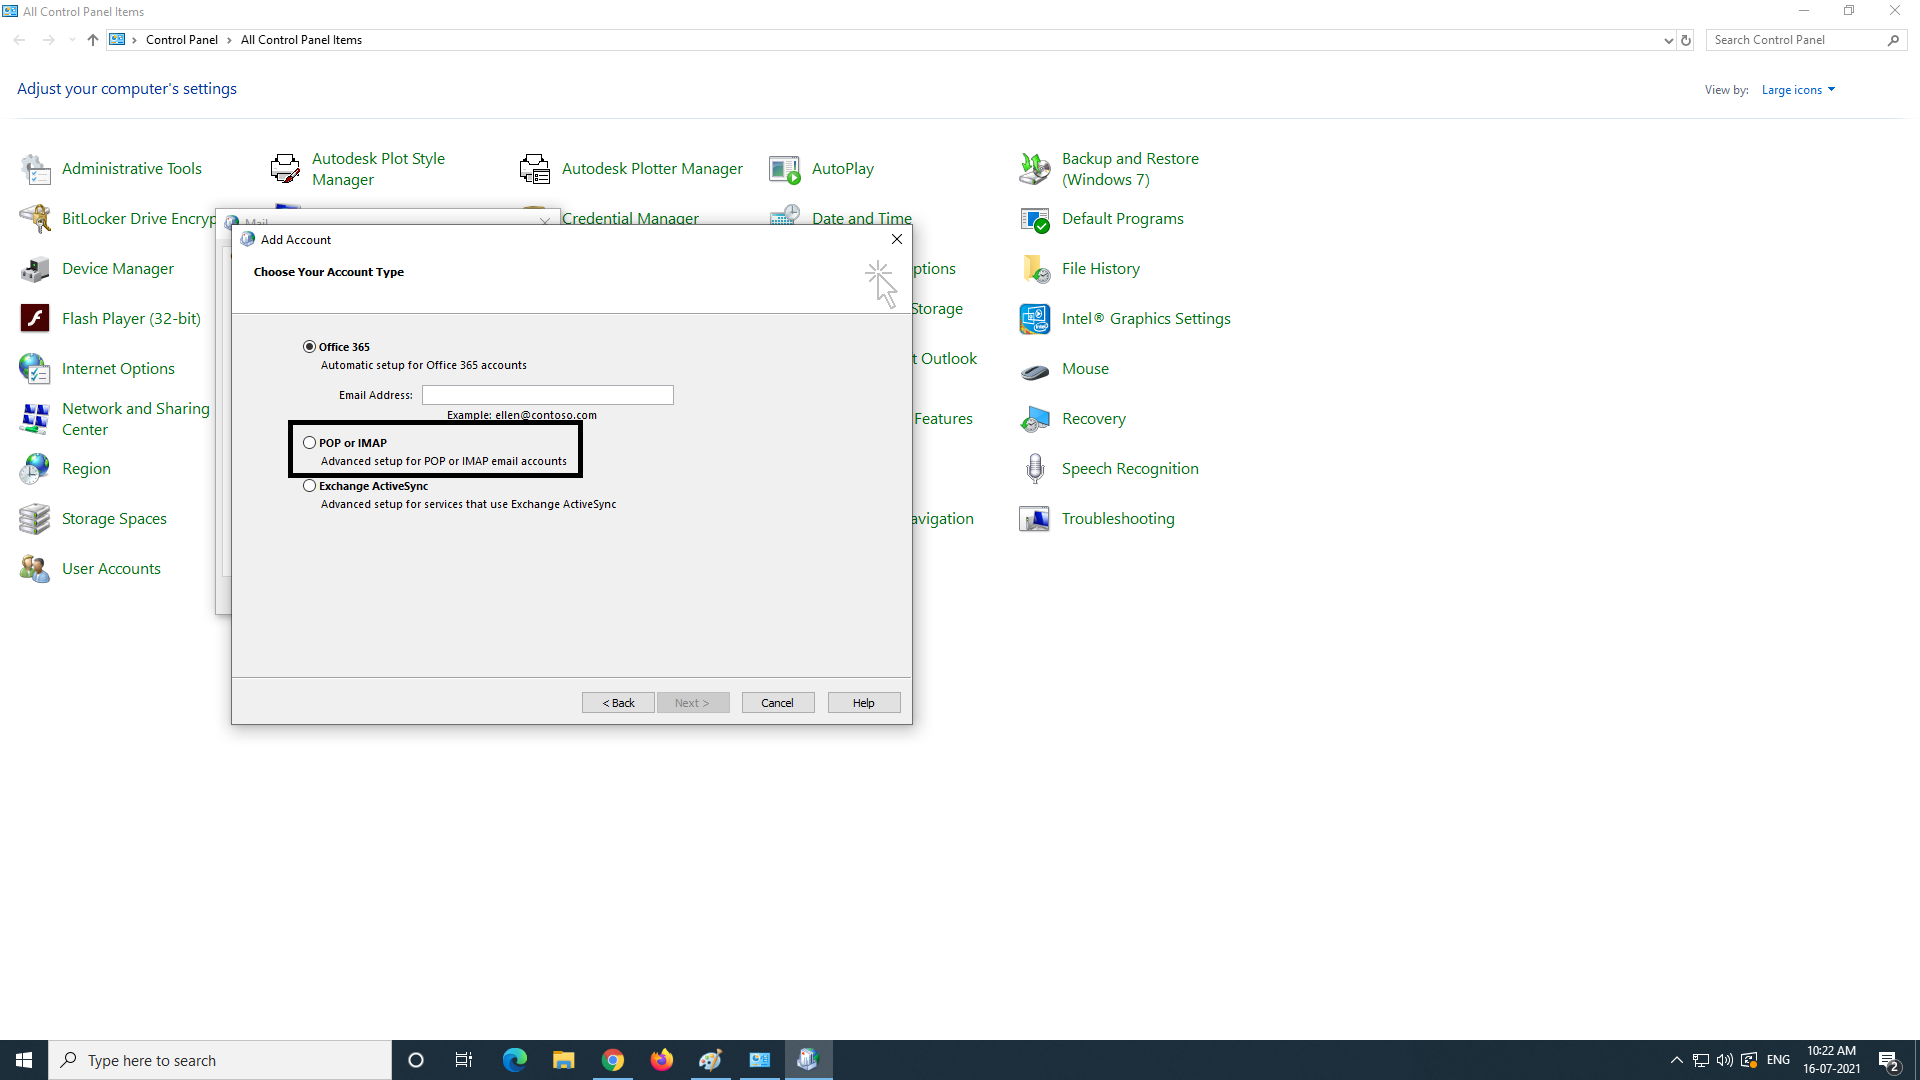 All Control Panel Items
Control Panel > All Control Panel Items
Search Control Panel
Adjust your computer's settings
View by: Large icons
Administrative Tools
Autodesk Plot Style
Manager
Autodesk Plotter Manager
AutoPlay
Backup and Restore
(Windows 7)
BitLocker Drive Encryp
Credential Manager
Date and Time
Default Programs
Mail
Device Manager
ptions
File History
Flash Player (32-bit)
Storage
Intel® Graphics Settings
Internet Options
t Outlook
Mouse
Network and Sharing
Center
Features
Recovery
Region
Speech Recognition
Storage Spaces
avigation
Troubleshooting
User Accounts
Add Account
Choose Your Account Type
Office 365
Automatic setup for Office 365 accounts
Email Address:
Example: ellen@contoso.com
POP or IMAP
Advanced setup for POP or IMAP email accounts
Exchange ActiveSync
Advanced setup for services that use Exchange ActiveSync
< Back
Next >
Cancel
Help
Type here to search
ENG
10:22 AM
16-07-2021
2